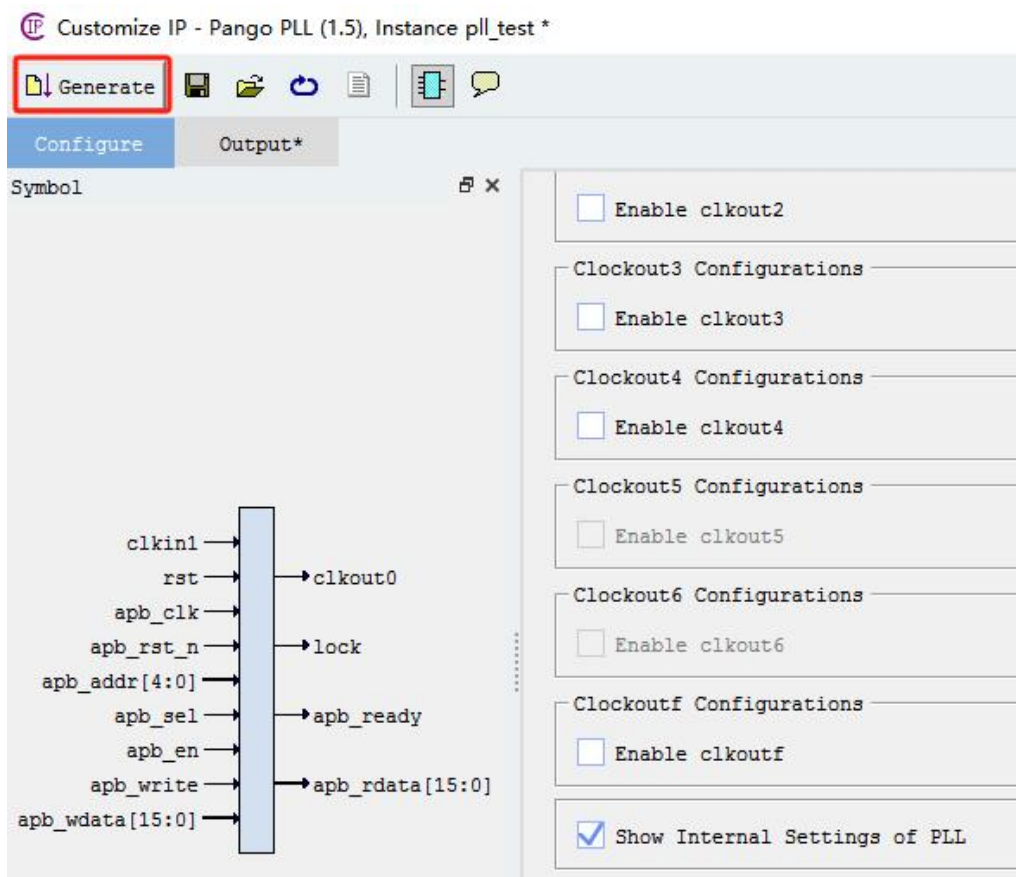 Customize IP - Pango PLL (1.5), Instance pll_test *
Generate
Configure Output*
Symbol
Enable clkout2
Clockout3 Configurations
Enable clkout3
Clockout4 Configurations
Enable clkout4
Clockout5 Configurations
Enable clkout5
Clockout6 Configurations
Enable clkout6
Clockoutf Configurations
Enable clkoutf
Show Internal Settings of PLL
clkin1
rst clkout0
apb_clk
apb_rst_n lock
apb_addr[4:0]
apb_sel apb_ready
apb_en
apb_write apb_rdata[15:0]
apb_wdata[15:0]